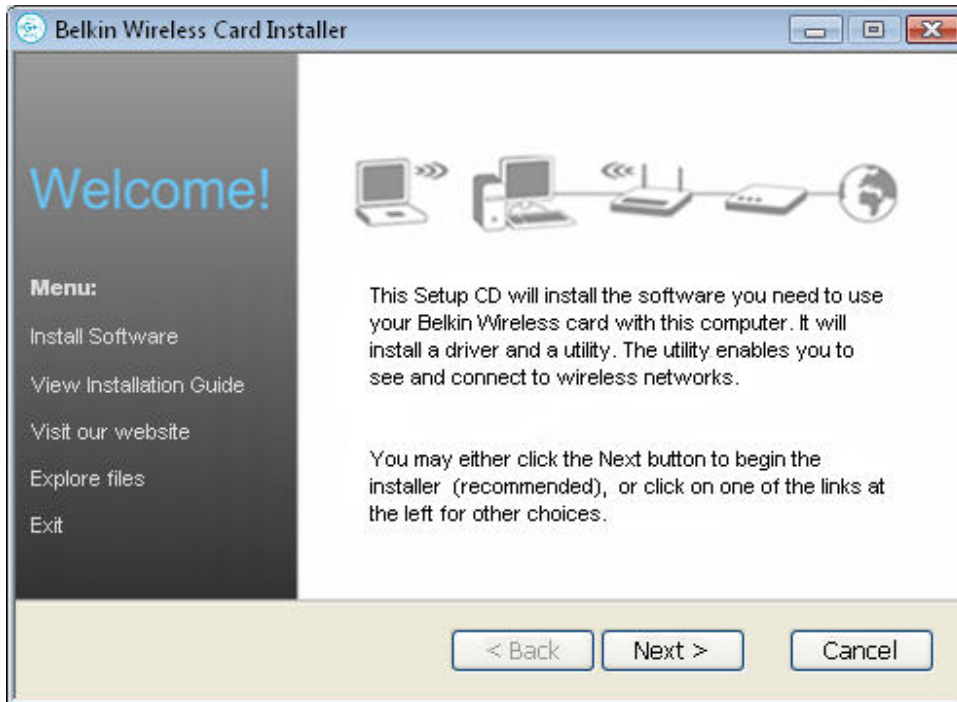 Belkin Wireless Card Installer
Welcome!
Menu:
Install Software
View Installation Guide
Visit our website
Explore files
Exit
This Setup CD will install the software you need to use
your Belkin Wireless card with this computer. It will
install a driver and a utility. The utility enables you to
see and connect to wireless networks.
You may either click the Next button to begin the
installer (recommended), or click on one of the links at
the left for other choices.
< Back
Next >
Cancel